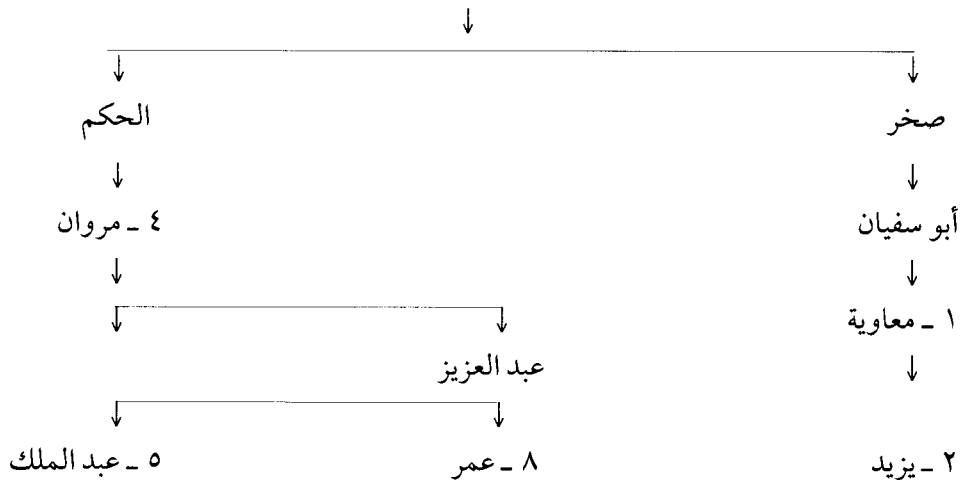 صخر الحكم
أبو سفيان ٤ ـ مروان
١ ـ معاوية
عبد العزيز
٢ ـ يزيد ٨ ـ عمر ٥ ـ عبد الملك